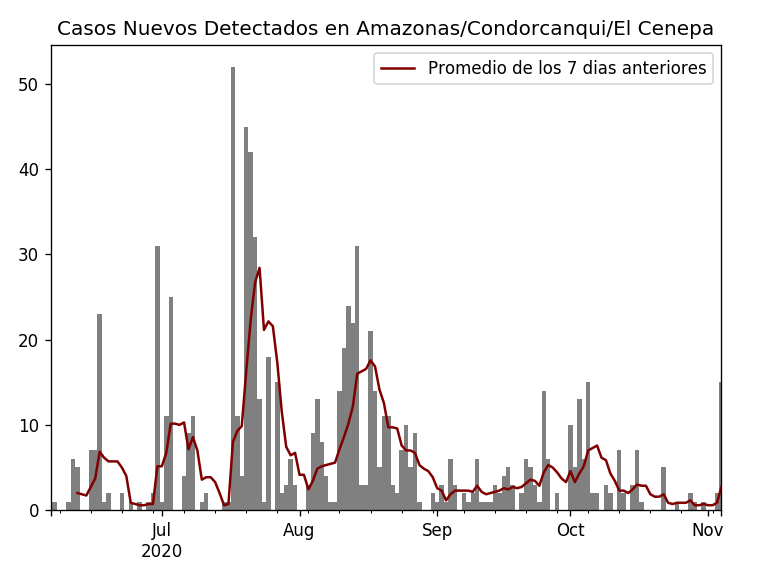 Casos Nuevos Detectados en Amazonas/Condorcanqui/El Cenepa
Promedio de los 7 dias anteriores
50
40
30
20
10
0
Jul Aug Sep Oct Nov
2020